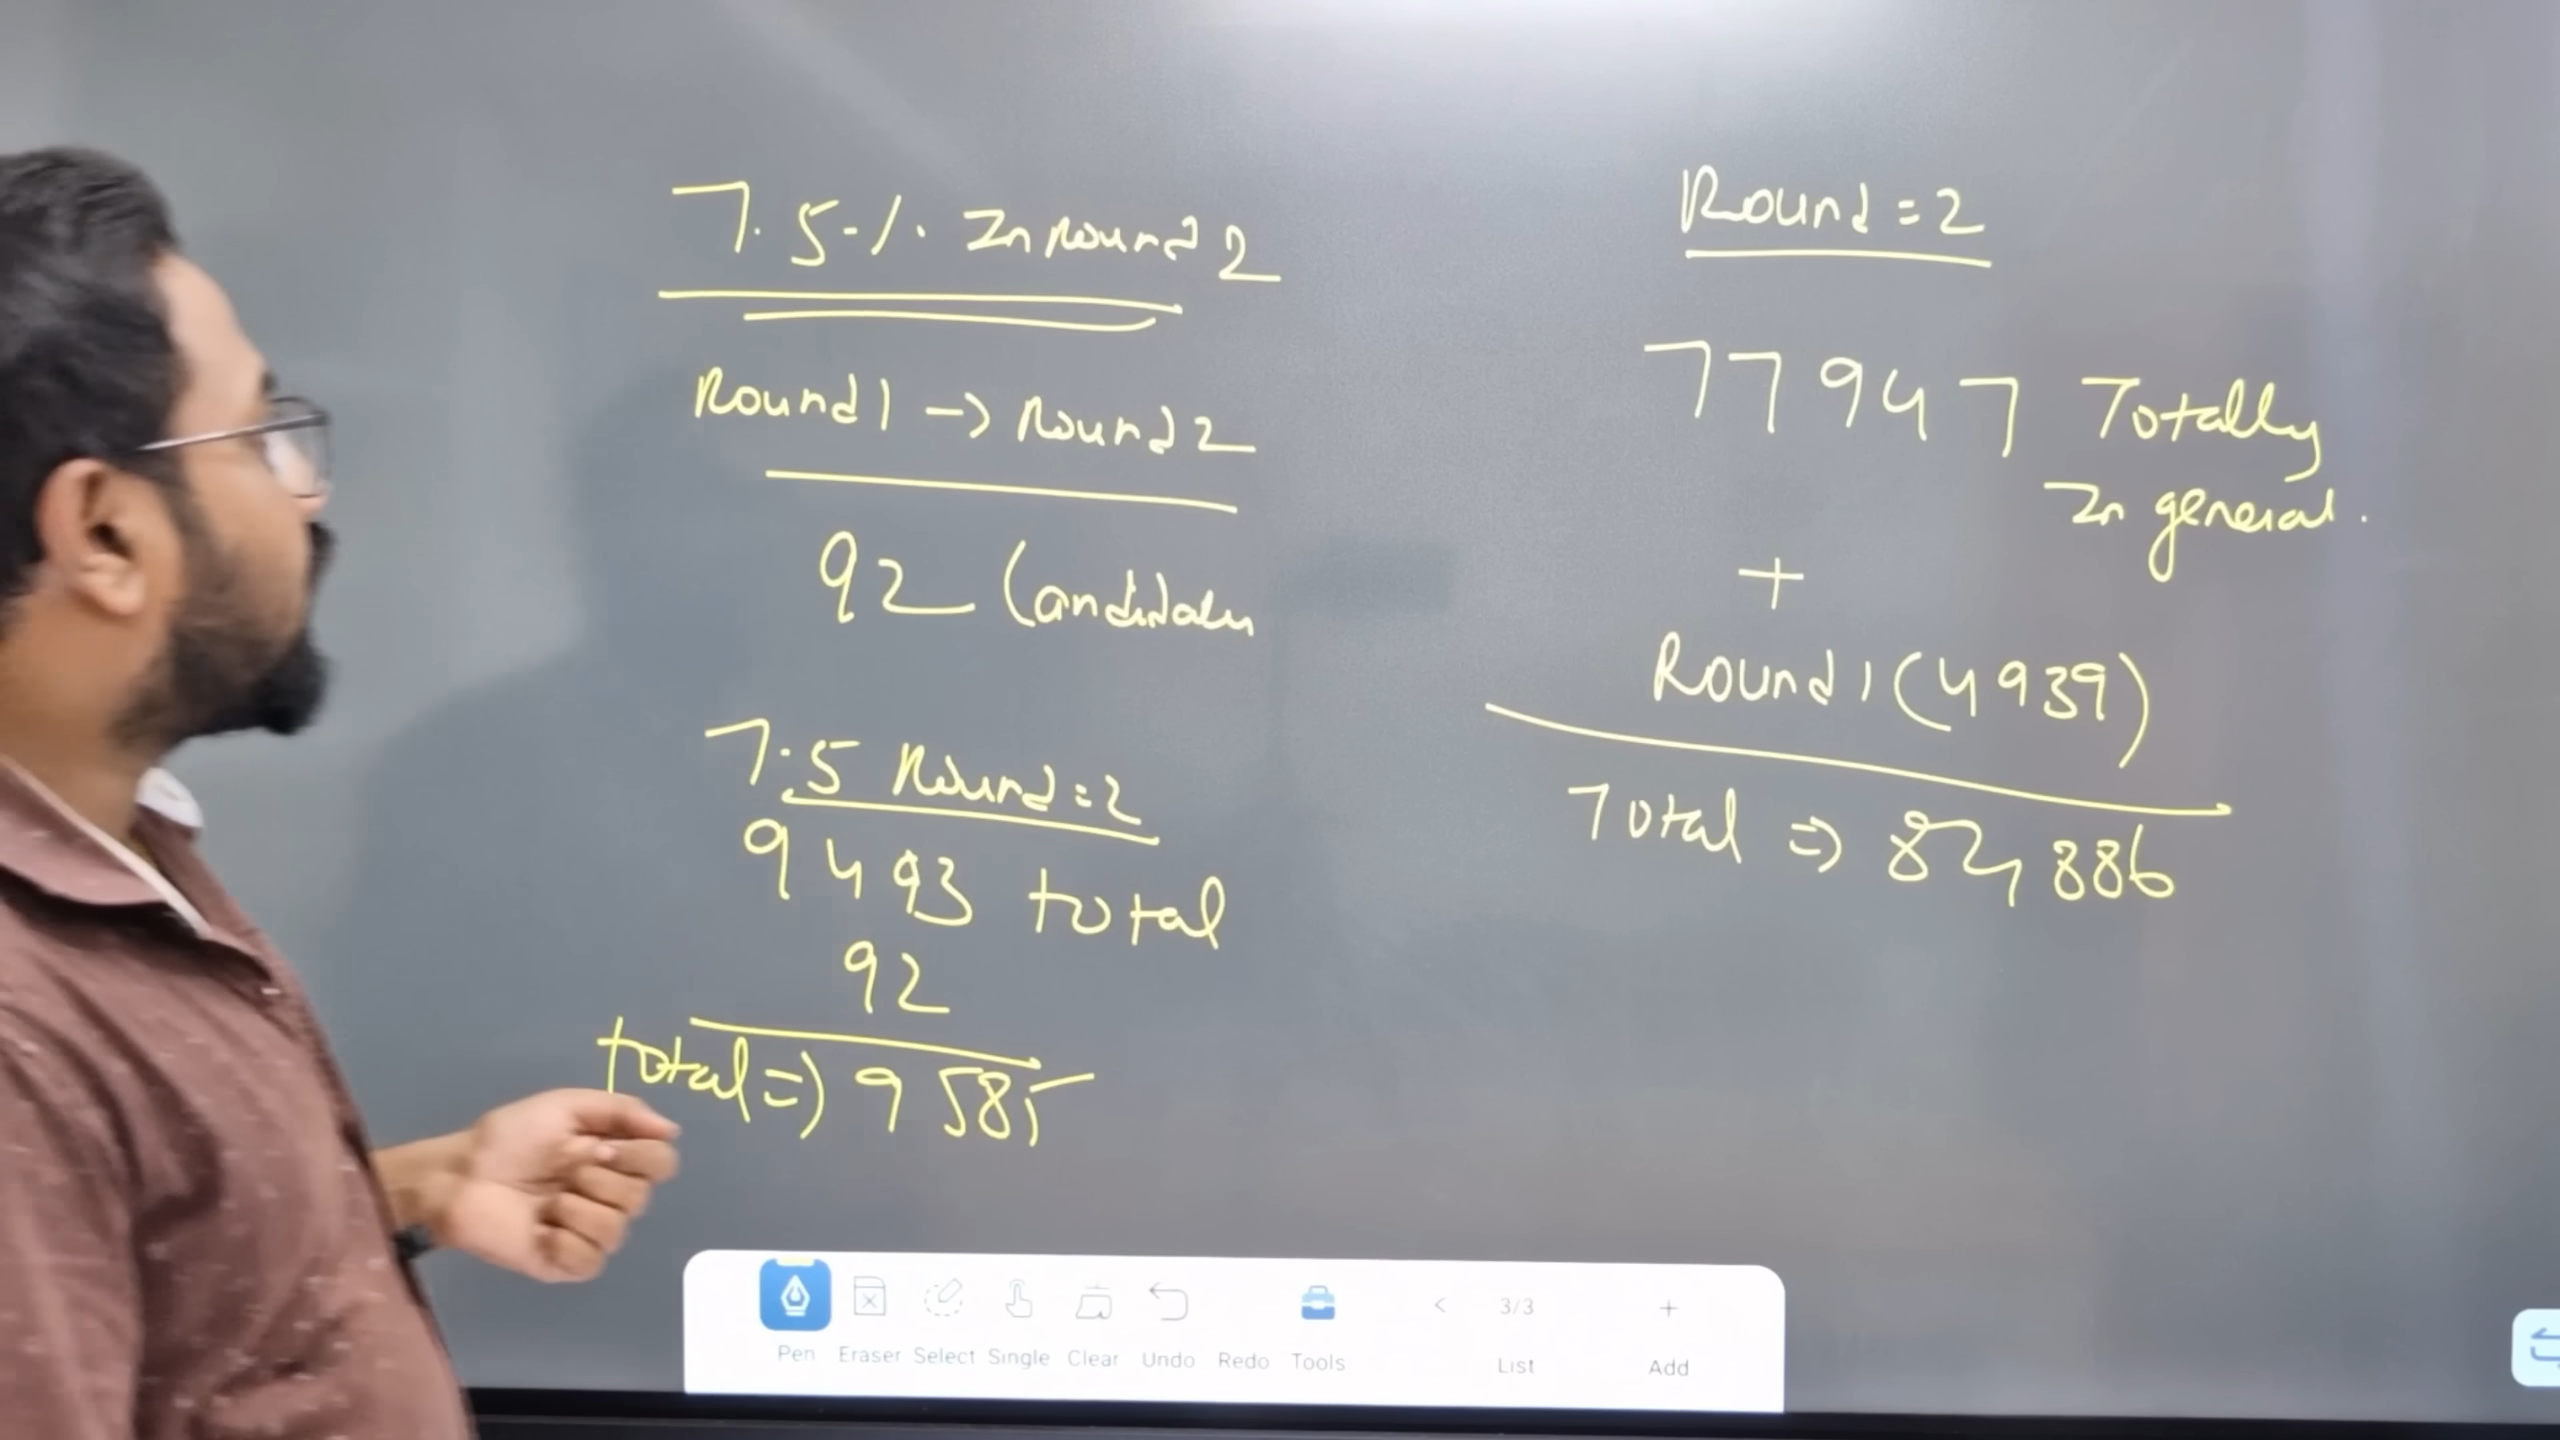 7.5% In Round 2
Round 1 -> Round 2
92 Candidates
7.5 Round = 2
9493 total
92
total => 9585
Round = 2
77947 Totally
In general.
+
Round 1 (4939)
Total => 82,886
Pen Eraser Select Single Clear Undo Redo Tools < 3/3 List + Add